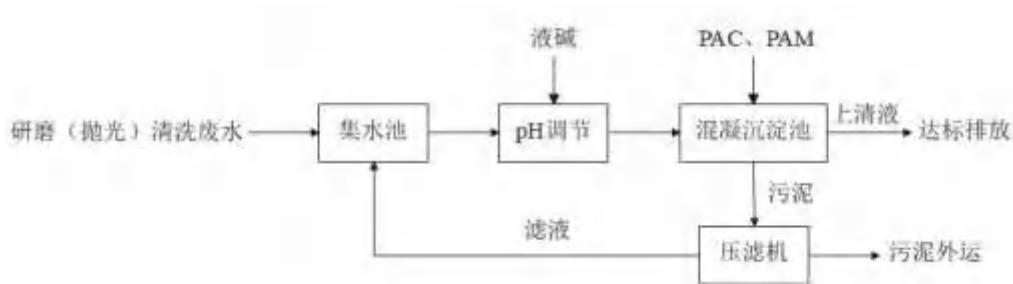 液碱
PAC、PAM
研磨（抛光）清洗废水
集水池
pH调节
混凝沉淀池
上清液
达标排放
污泥
滤液
压滤机
污泥外运